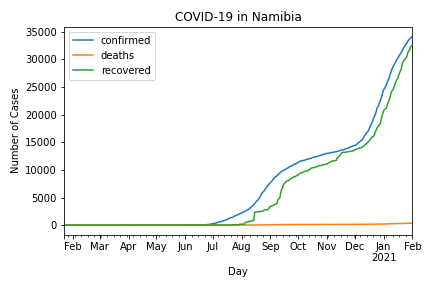 COVID-19 in Namibia
confirmed
deaths
recovered
Number of Cases
35000
30000
25000
20000
15000
10000
5000
0
Feb Mar Apr May Jun Jul Aug Sep Oct Nov Dec Jan Feb
2021
Day